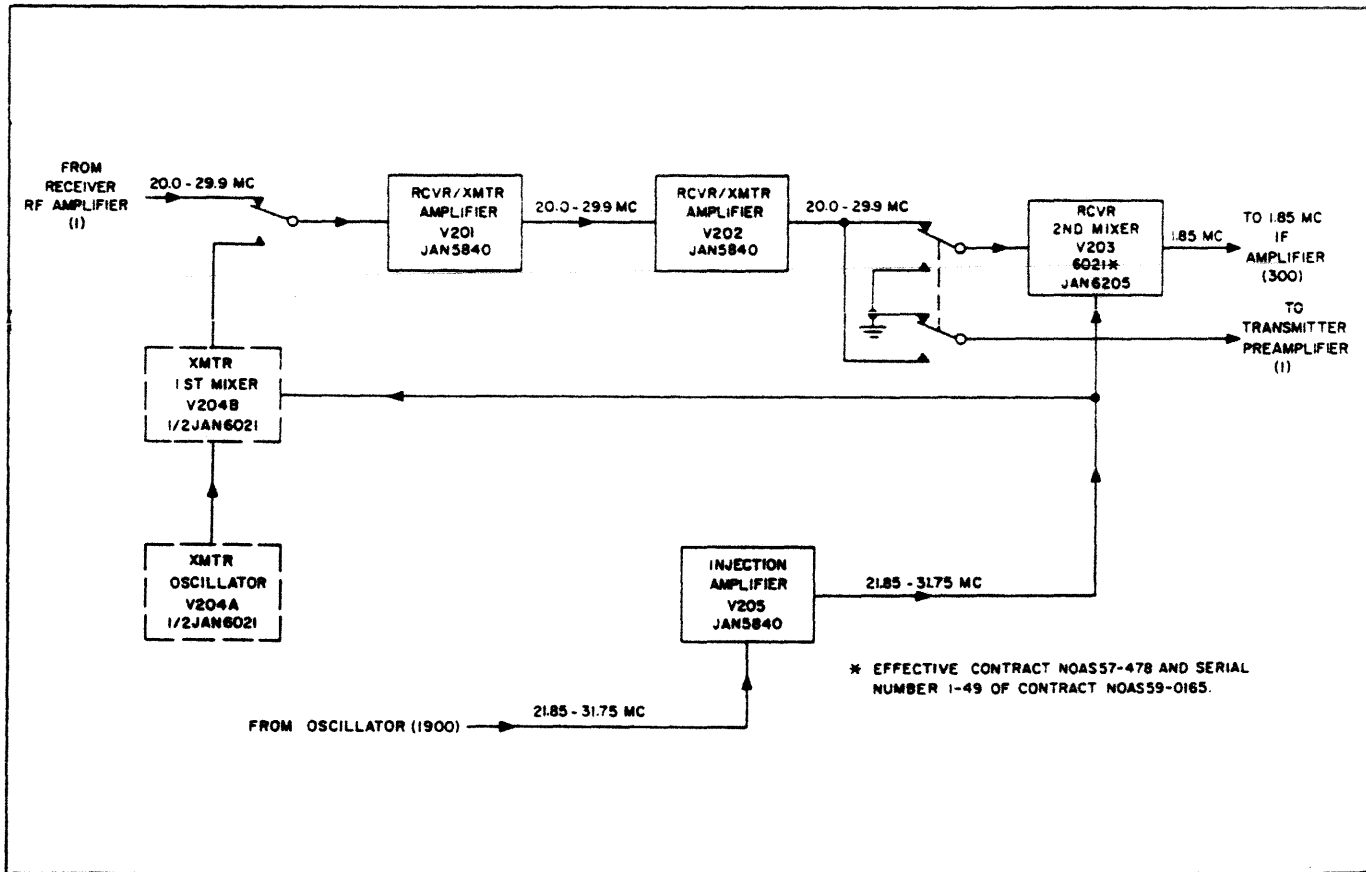 FROM
RECEIVER
RF AMPLIFIER
(1)
20.0 - 29.9 MC
RCVR/XMTR
AMPLIFIER
V201
JAN5840
20.0 - 29.9 MC
RCVR/XMTR
AMPLIFIER
V202
JAN5840
20.0 - 29.9 MC
RCVR
2ND MIXER
V203
6021*
JAN6205
1.85 MC
TO 1.85 MC
IF
AMPLIFIER
(300)
TO
TRANSMITTER
PREAMPLIFIER
(1)
XMTR
1 ST MIXER
V204B
1/2JAN6021
XMTR
OSCILLATOR
V204A
1/2JAN6021
INJECTION
AMPLIFIER
V205
JAN5840
21.85 - 31.75 MC
* EFFECTIVE CONTRACT NOAS57-478 AND SERIAL
NUMBER 1-49 OF CONTRACT NOAS59-0165.
FROM OSCILLATOR (1900)
21.85 - 31.75 MC